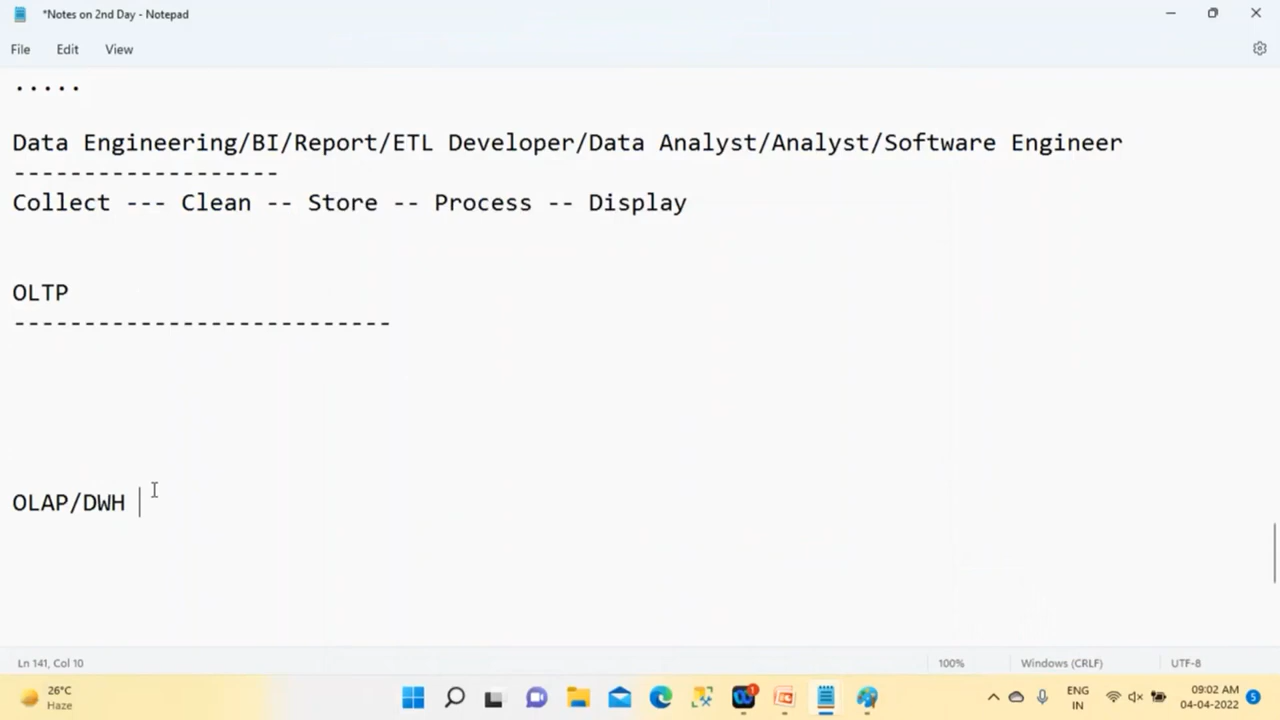 *Notes on 2nd Day - Notepad
File Edit View
.....
Data Engineering/BI/Report/ETL Developer/Data Analyst/Analyst/Software Engineer
-------------------
Collect --- Clean -- Store -- Process -- Display
OLTP
---------------------------
OLAP/DWH
Ln 141, Col 10 100% Windows (CRLF) UTF-8
26°C
Haze
1
ENG
IN
09:02 AM
04-04-2022
5